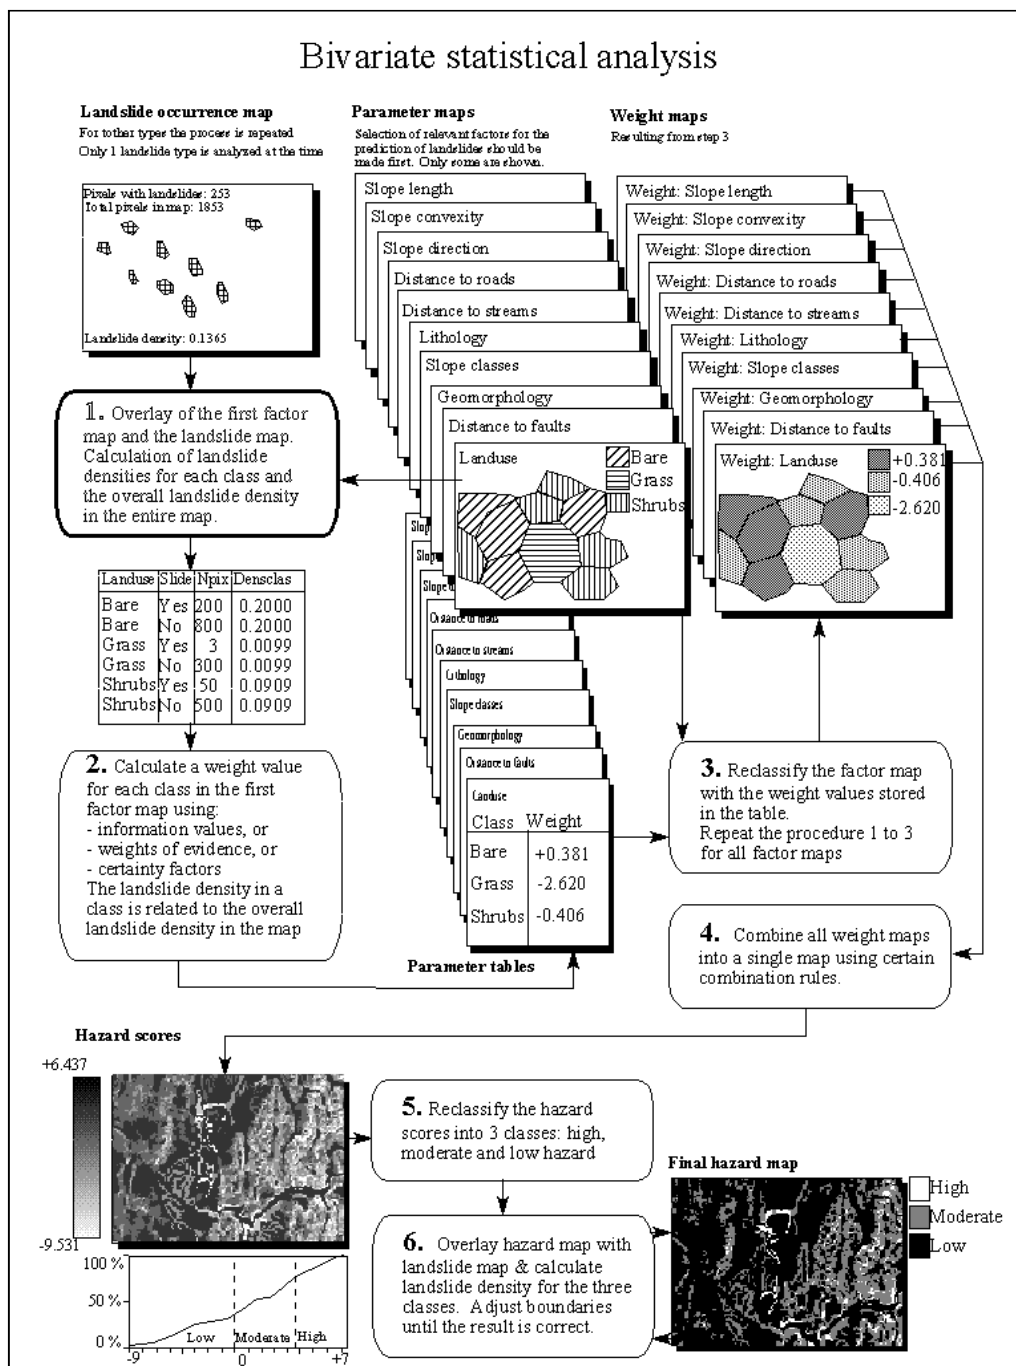 Bivariate statistical analysis
Landslide occurrence map
For tother types the process is repeated
Only 1 landslide type is analyzed at the time
Pixels with landslides: 253
Total pixels in map: 1853
Landslide density: 0.1365
Parameter maps
Selection of relevant factors for the
prediction of landslides should be
made first. Only some are shown.
Slope length
Slope convexity
Slope direction
Distance to roads
Distance to streams
Lithology
Slope classes
Geomorphology
Distance to faults
Landuse
Bare
Grass
Shrubs
Weight maps
Resulting from step 3
Weight: Slope length
Weight: Slope convexity
Weight: Slope direction
Weight: Distance to roads
Weight: Distance to streams
Weight: Lithology
Weight: Slope classes
Weight: Geomorphology
Weight: Distance to faults
Weight: Landuse
+0.381
-0.406
-2.620
1. Overlay of the first factor
map and the landslide map.
Calculation of landslide
densities for each class and
the overall landslide density
in the entire map.
Landuse Slide Npix Densclas
Bare Yes 200 0.2000
Bare No 800 0.2000
Grass Yes 3 0.0099
Grass No 300 0.0099
Shrubs Yes 50 0.0909
Shrubs No 500 0.0909
2. Calculate a weight value
for each class in the first
factor map using:
- information values, or
- weights of evidence, or
- certainty factors
The landslide density in a
class is related to the overall
landslide density in the map
Distance to streams
Lithology
Slope classes
Geomorphology
Distance to faults
Landuse
Class Weight
Bare +0.381
Grass -2.620
Shrubs -0.406
Parameter tables
3. Reclassify the factor map
with the weight values stored
in the table.
Repeat the procedure 1 to 3
for all factor maps
4. Combine all weight maps
into a single map using certain
combination rules.
Hazard scores
+6.437
-9.531
100 %
50 %
0 %
Low Moderate High
-9 0 +7
5. Reclassify the hazard
scores into 3 classes: high,
moderate and low hazard
6. Overlay hazard map with
landslide map & calculate
landslide density for the three
classes. Adjust boundaries
until the result is correct.
Final hazard map
High
Moderate
Low